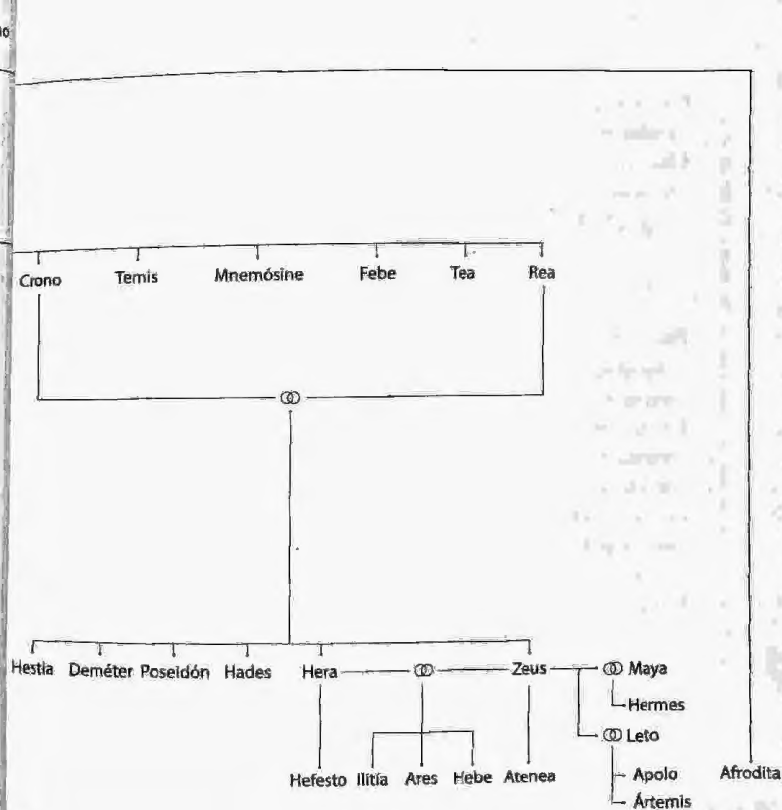 Crono Temis Mnemósine Febe Tea Rea
Hestia Deméter Poseidón Hades Hera Zeus Maya
Hermes
Leto
Hefesto Ilitía Ares Hebe Atenea Apolo Afrodita
Ártemis